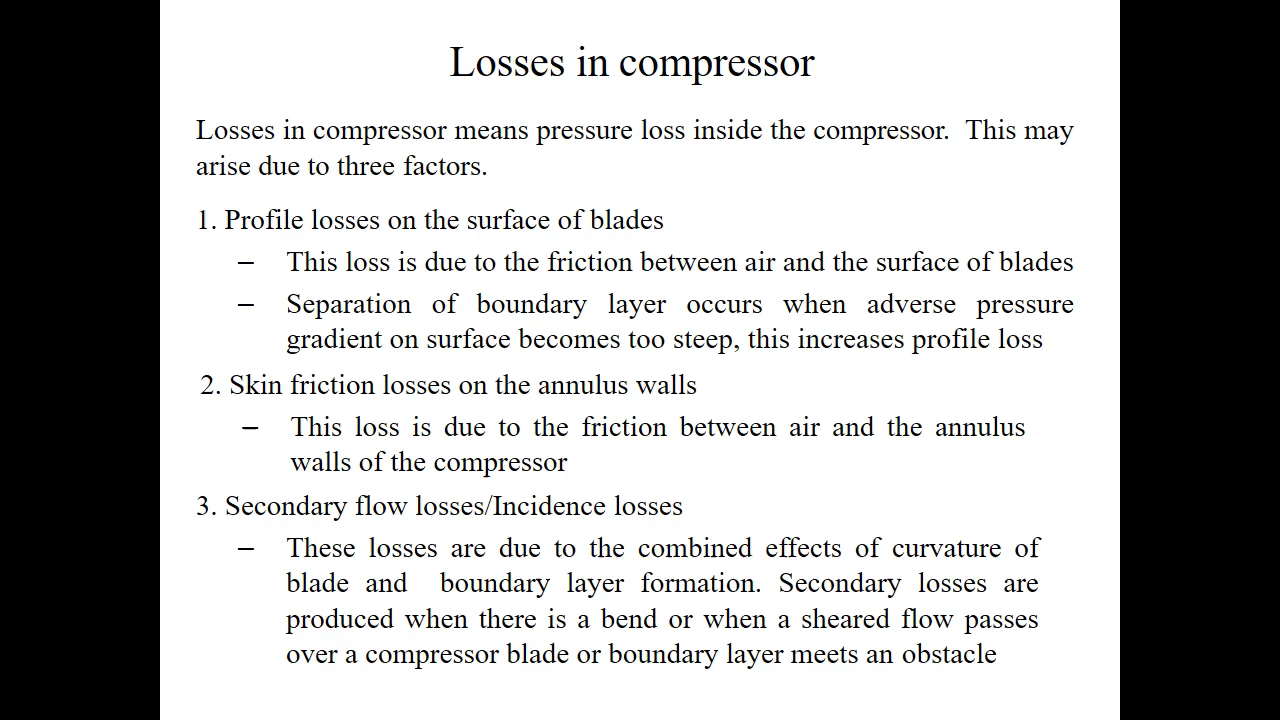 Losses in compressor
Losses in compressor means pressure loss inside the compressor.  This may
arise due to three factors.
1. Profile losses on the surface of blades
– This loss is due to the friction between air and the surface of blades
– Separation of boundary layer occurs when adverse pressure
gradient on surface becomes too steep, this increases profile loss
2. Skin friction losses on the annulus walls
– This loss is due to the friction between air and the annulus
walls of the compressor
3. Secondary flow losses/Incidence losses
– These losses are due to the combined effects of curvature of
blade and  boundary layer formation. Secondary losses are
produced when there is a bend or when a sheared flow passes
over a compressor blade or boundary layer meets an obstacle